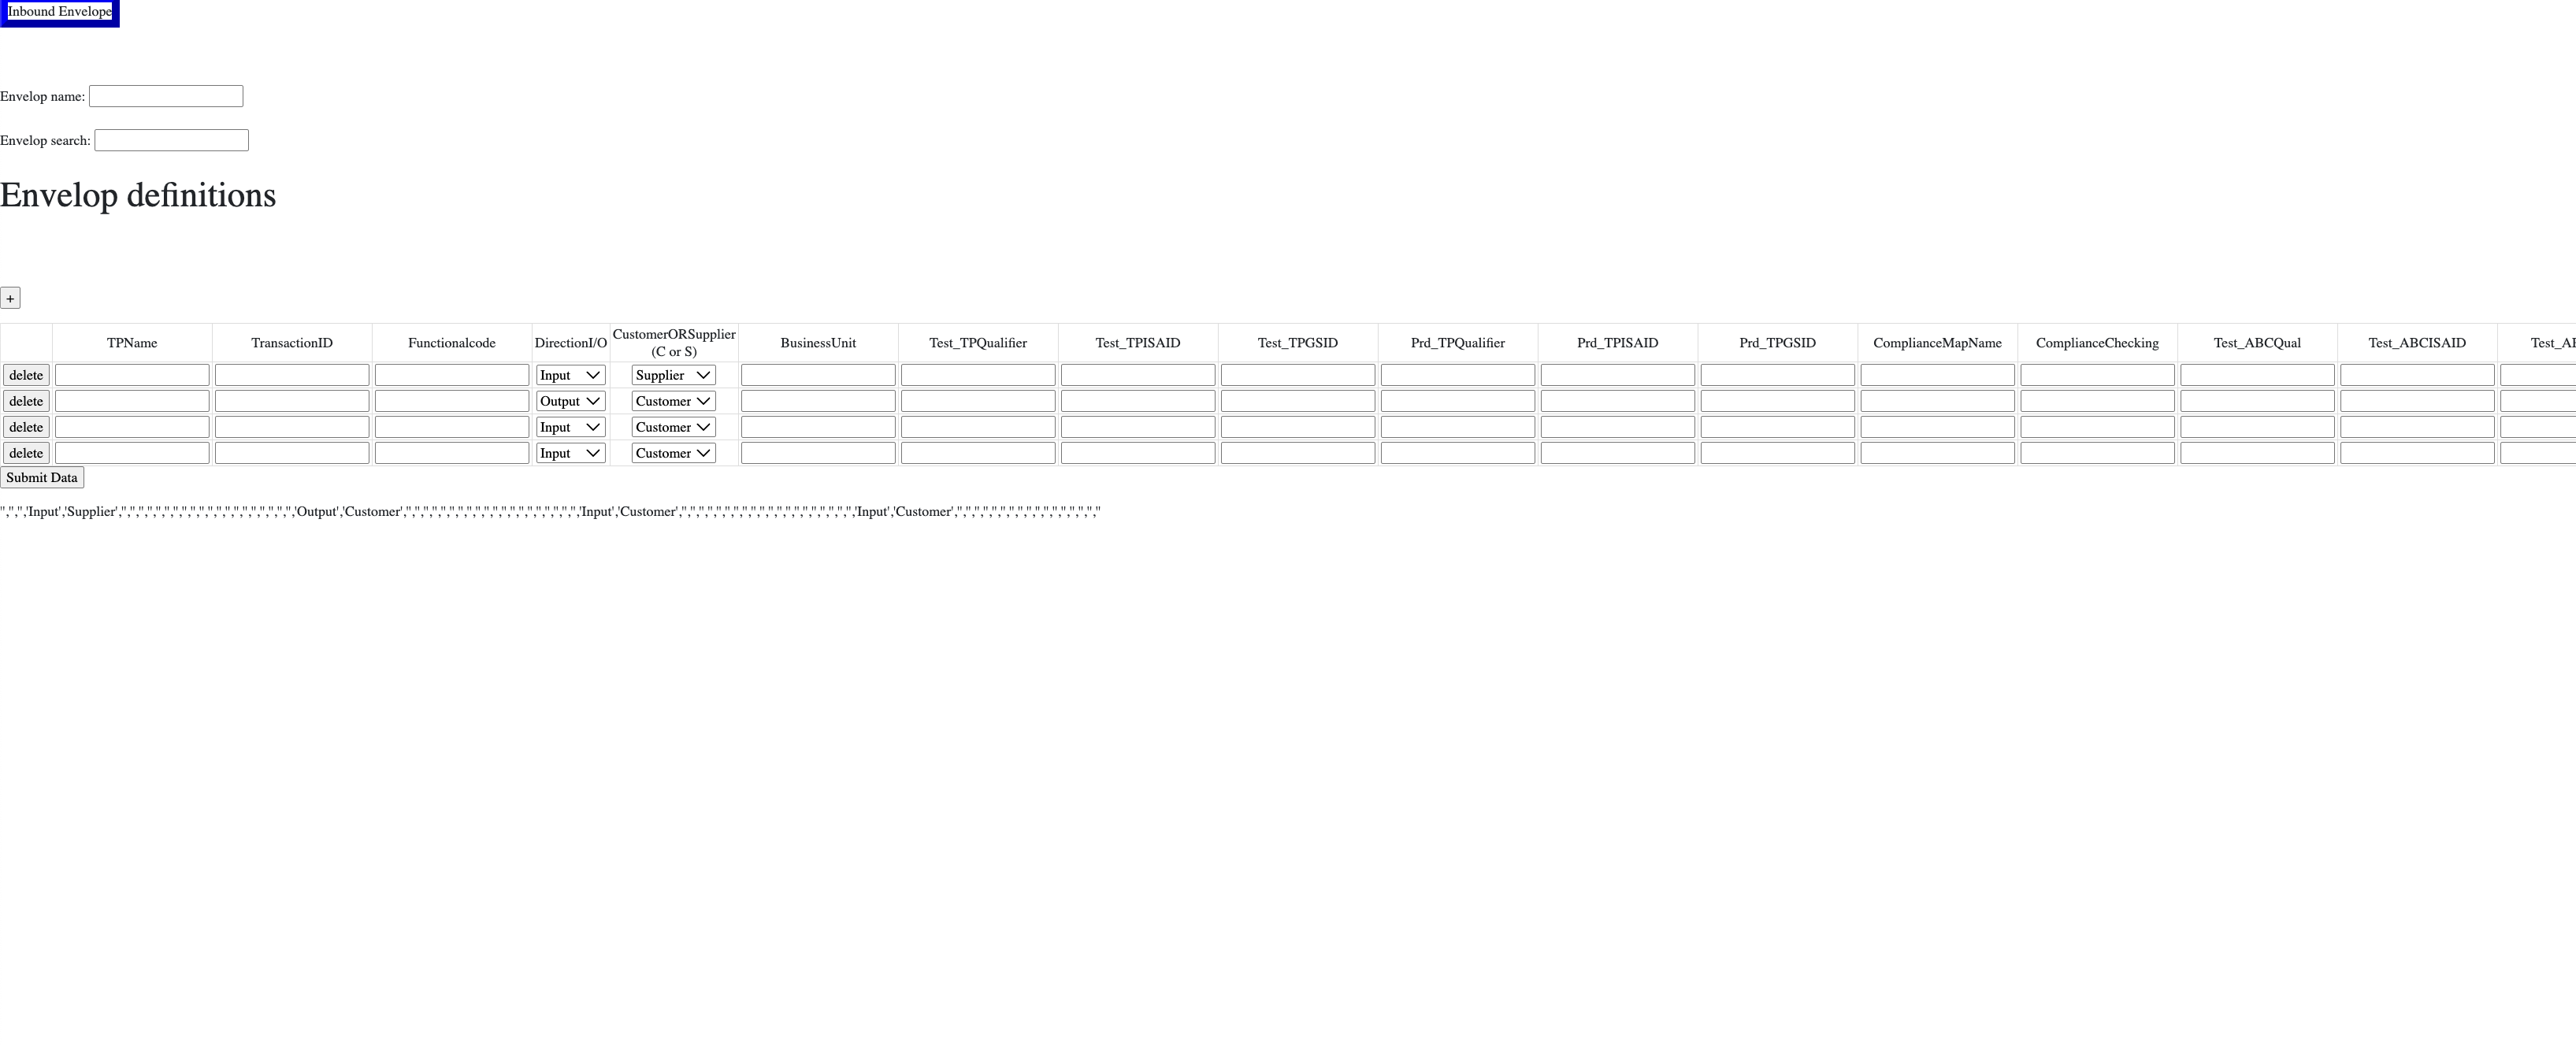 Inbound Envelope
Envelop name:
Envelop search:
Envelop definitions
+
TPName TransactionID Functionalcode DirectionI/O CustomerORSupplier (C or S) BusinessUnit Test_TPQualifier Test_TPISAID Test_TPGSID Prd_TPQualifier Prd_TPISAID Prd_TPGSID ComplianceMapName ComplianceChecking Test_ABCQual Test_ABCISAID
delete Input Supplier
delete Output Customer
delete Input Customer
delete Input Customer
Submit Data
'','','','Input','Supplier','','','','','','','','','','','','','','','','','','','','Output','Customer','','','','','','','','','','','','','','','','','','','','Input','Customer','','','','','','','','','','','','','','','','','','','','Input','Customer','','','','','','','','','','','','','','','',''